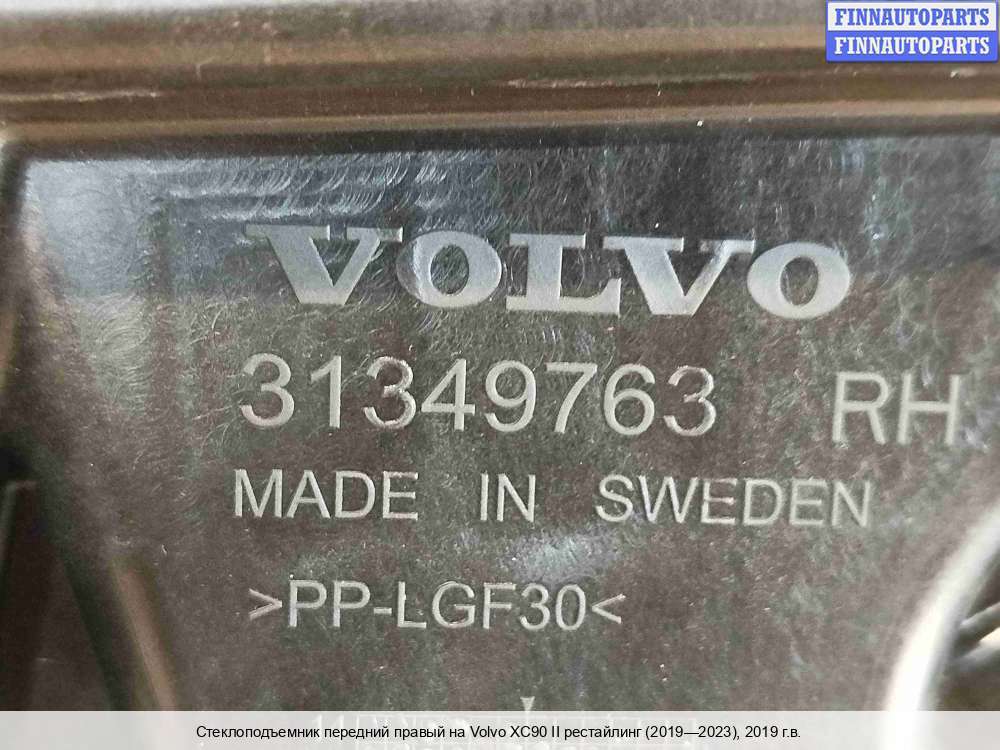 FINNAUTOPARTS
FINNAUTOPARTS
VOLVO
31349763 RH
MADE IN SWEDEN
>PP-LGF30<
Стеклоподъемник передний правый на Volvo XC90 II рестайлинг (2019—2023), 2019 г.в.